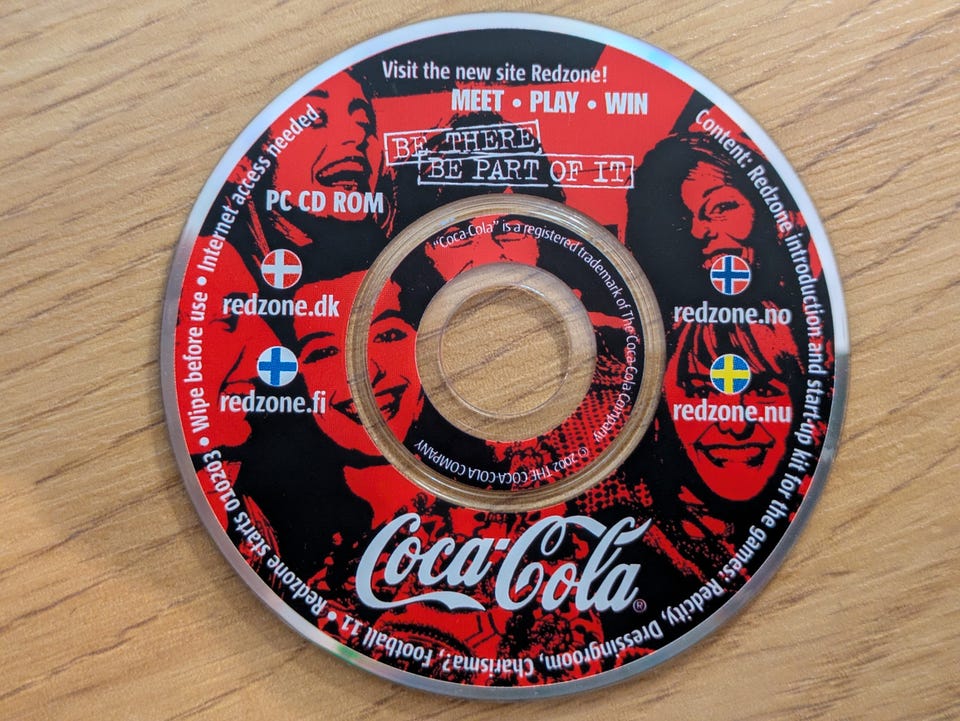 Visit the new site Redzone!
MEET • PLAY • WIN
BE THERE
BE PART OF IT
PC CD ROM
redzone.dk
redzone.no
redzone.fi
redzone.nu
Coca-Cola®
Content: Redzone introduction and start-up kit for the games: Redcity, Dressingroom, Charisma?, Football 11 • Redzone starts 010203 • Wipe before use • Internet access needed
"Coca-Cola" is a registered trademark of The Coca-Cola Company
© 2002 THE COCA-COLA COMPANY